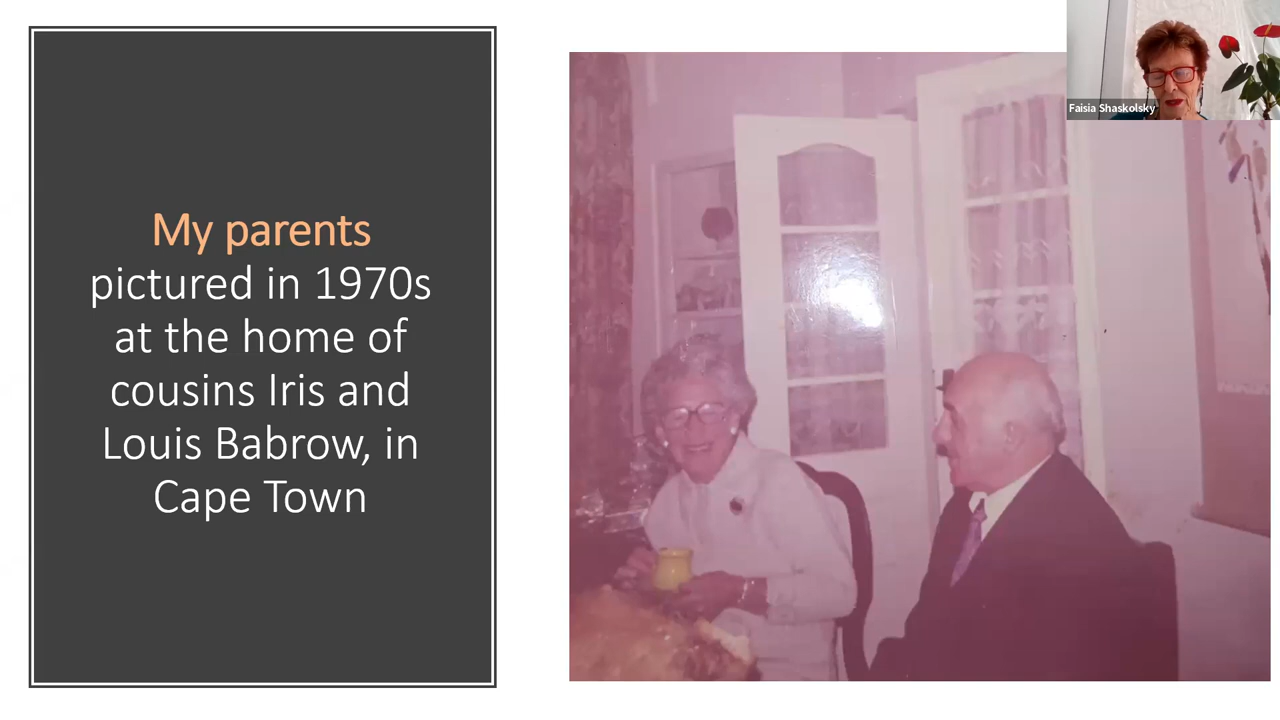 My parents
pictured in 1970s
at the home of
cousins Iris and
Louis Babrow, in
Cape Town
Faisia Shaskolsky